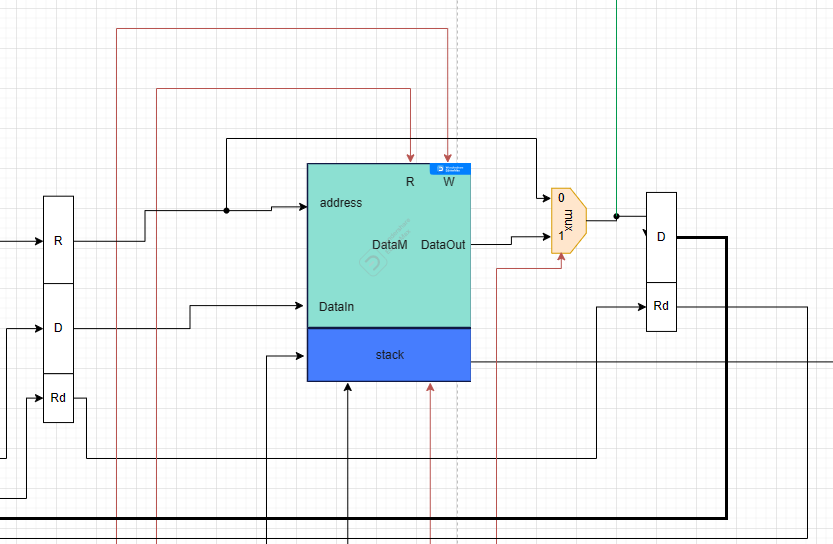 R W
address
0
mux
R
DataM DataOut
1
D
DataIn
Rd
D
stack
Rd